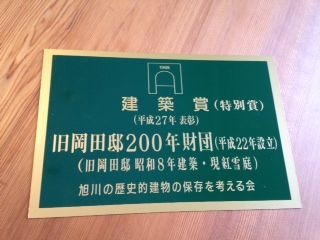 建築賞(特別賞)
(平成27年 表彰)
旧岡田邸200年財団(平成22年設立)
(旧岡田邸 昭和8年建築・現紅雪庭)
旭川の歴史的建物の保存を考える会